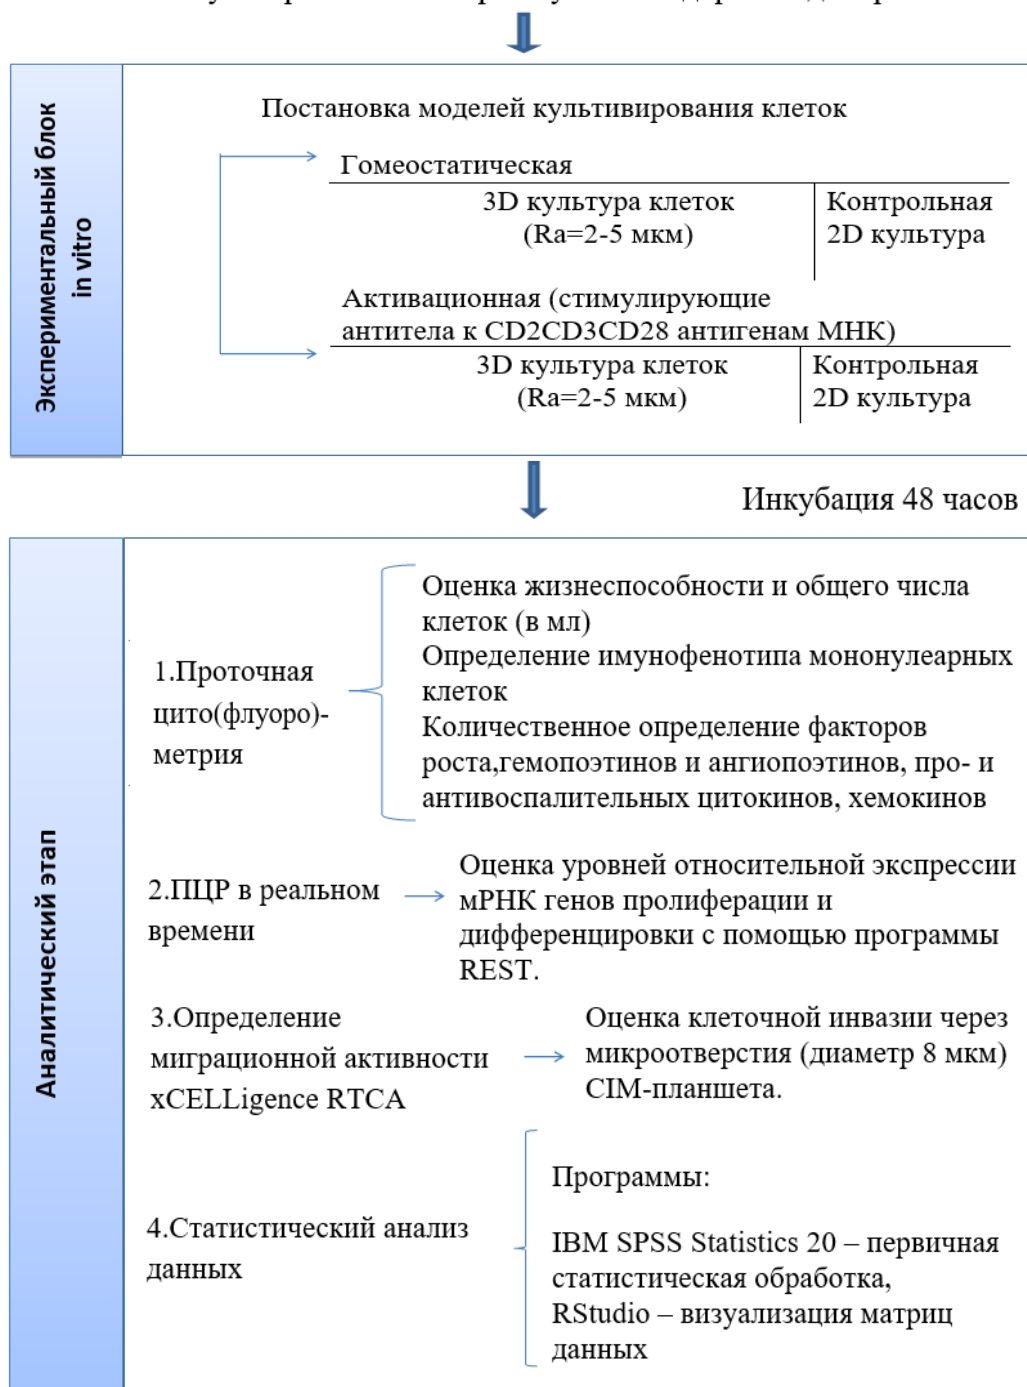 Экспериментальный блок
in vitro
Постановка моделей культивирования клеток
Гомеостатическая
3D культура клеток
(Ra=2-5 мкм)
Контрольная
2D культура
Активационная (стимулирующие
антитела к CD2CD3CD28 антигенам МНК)
3D культура клеток
(Ra=2-5 мкм)
Контрольная
2D культура
Инкубация 48 часов
Аналитический этап
1.Проточная
цито(флуоро)-
метрия
Оценка жизнеспособности и общего числа
клеток (в мл)
Определение имунофенотипа мононулеарных
клеток
Количественное определение факторов
роста,гемопоэтинов и ангиопоэтинов, про- и
антивоспалительных цитокинов, хемокинов
2.ПЦР в реальном
времени
Оценка уровней относительной экспрессии
мРНК генов пролиферации и
дифференцировки с помощью программы
REST.
3.Определение
миграционной активности
xCELLigence RTCA
Оценка клеточной инвазии через
микроотверстия (диаметр 8 мкм)
CIM-планшета.
4.Статистический анализ
данных
Программы:
IBM SPSS Statistics 20 – первичная
статистическая обработка,
RStudio – визуализация матриц
данных